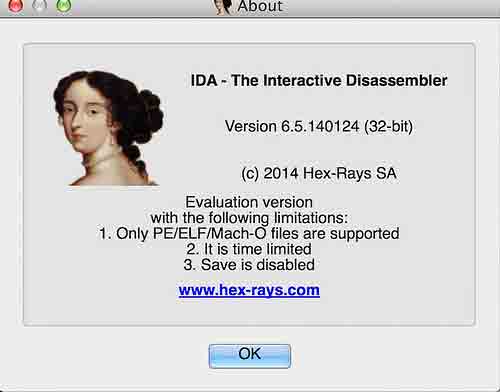 About
IDA - The Interactive Disassembler
Version 6.5.140124 (32-bit)
(c) 2014 Hex-Rays SA
Evaluation version
with the following limitations:
1. Only PE/ELF/Mach-O files are supported
2. It is time limited
3. Save is disabled
www.hex-rays.com
OK